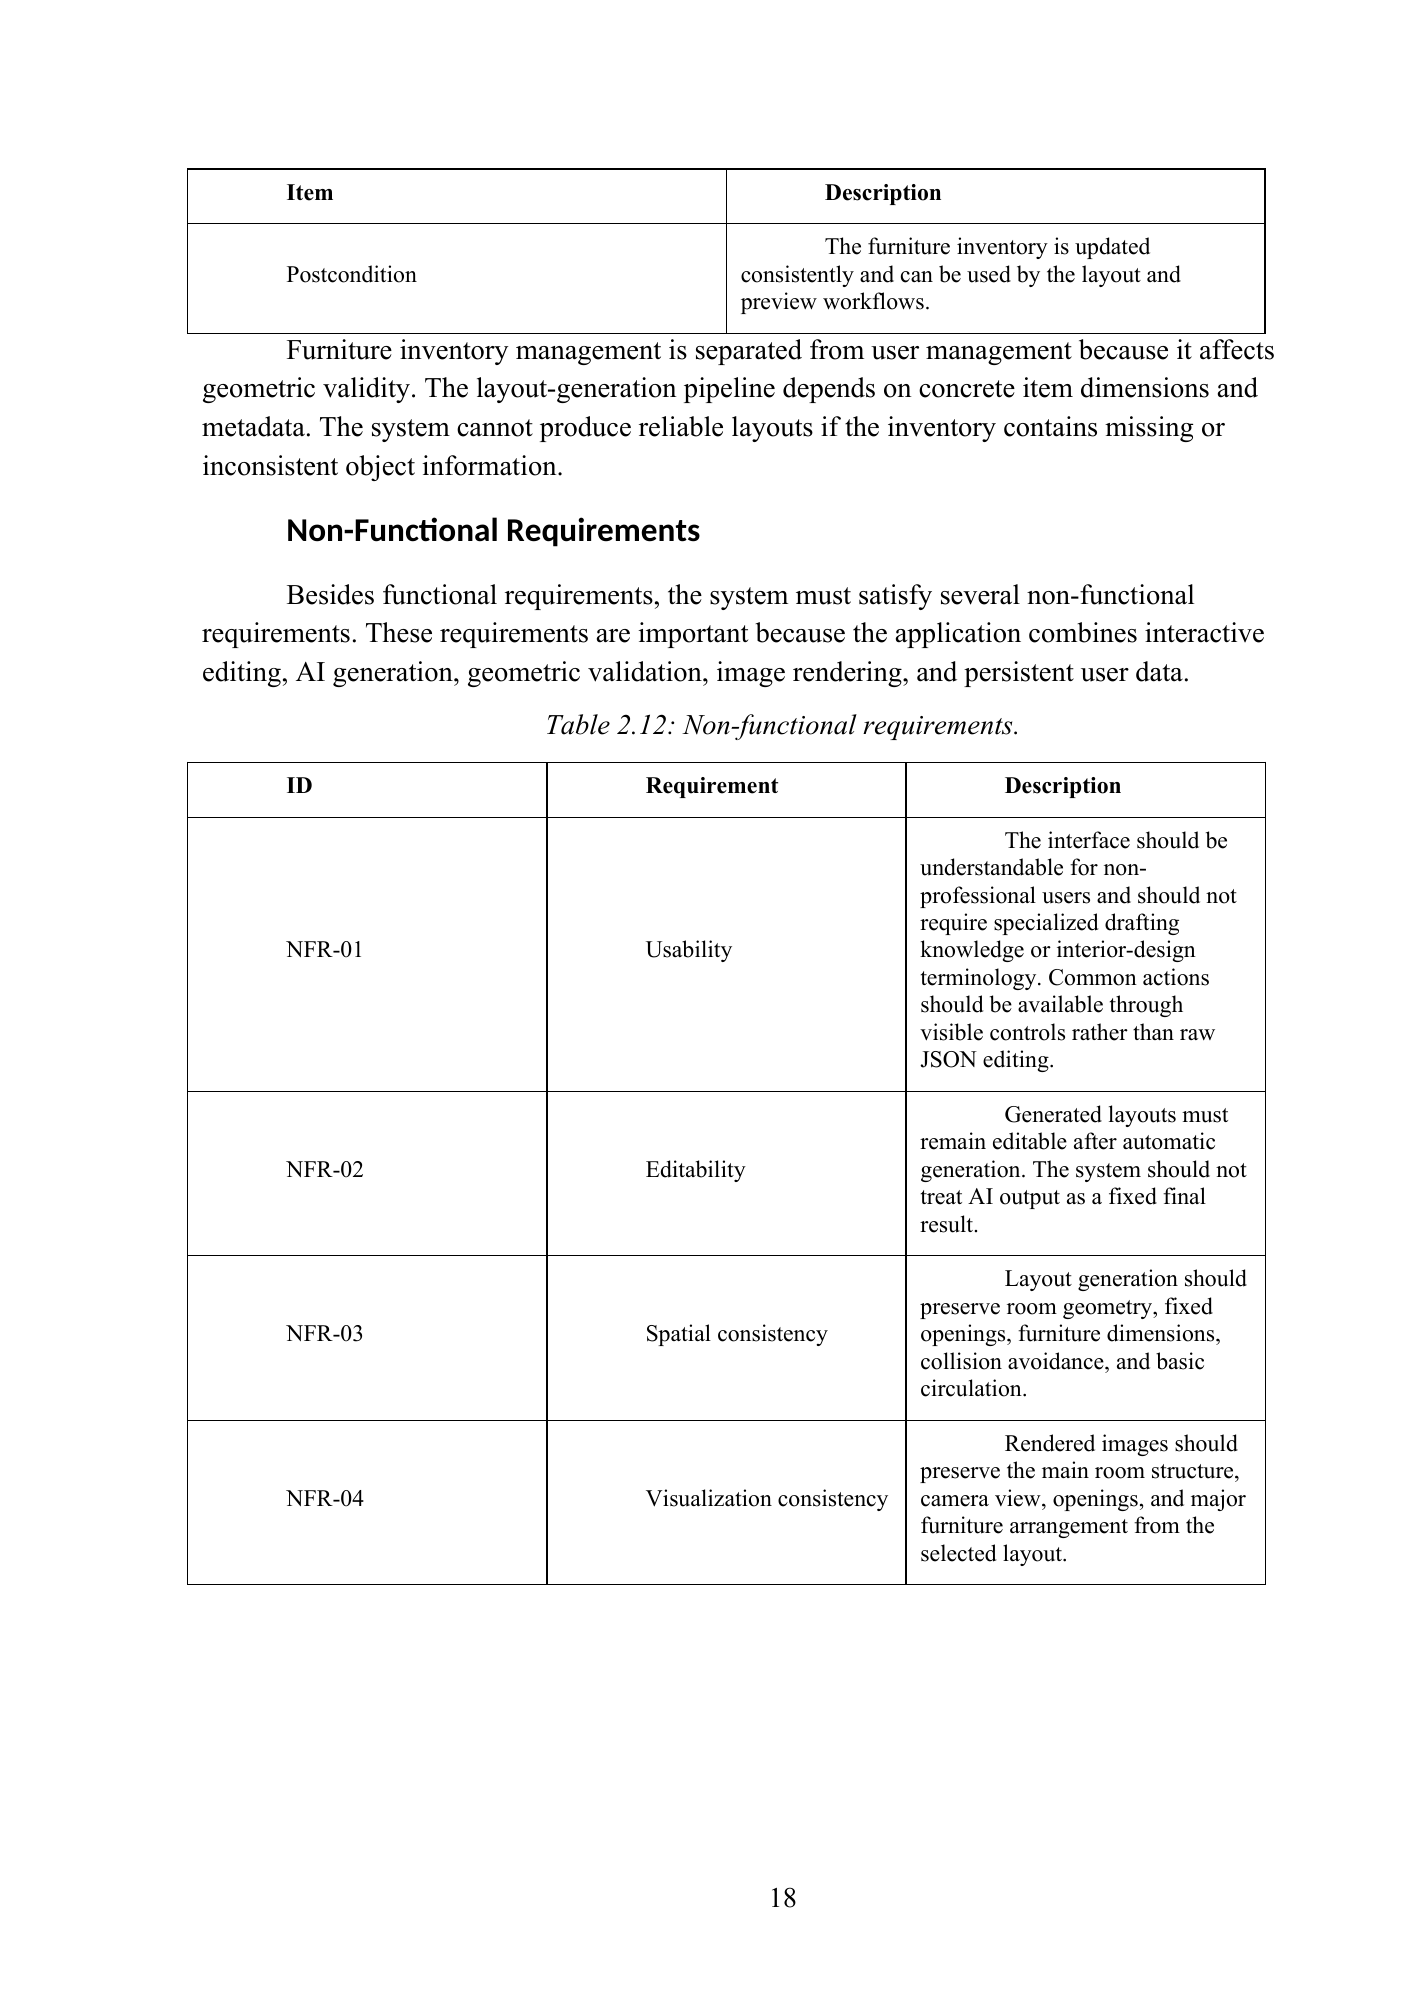 Item
Description
Postcondition
The furniture inventory is updated
consistently and can be used by the layout and
preview workflows.
Furniture inventory management is separated from user management because it affects
geometric validity. The layout-generation pipeline depends on concrete item dimensions and
metadata. The system cannot produce reliable layouts if the inventory contains missing or
inconsistent object information.
Non-Functional Requirements
Besides functional requirements, the system must satisfy several non-functional
requirements. These requirements are important because the application combines interactive
editing, AI generation, geometric validation, image rendering, and persistent user data.
Table 2.12: Non-functional requirements.
ID
Requirement
Description
NFR-01
Usability
The interface should be
understandable for non-
professional users and should not
require specialized drafting
knowledge or interior-design
terminology. Common actions
should be available through
visible controls rather than raw
JSON editing.
NFR-02
Editability
Generated layouts must
remain editable after automatic
generation. The system should not
treat AI output as a fixed final
result.
NFR-03
Spatial consistency
Layout generation should
preserve room geometry, fixed
openings, furniture dimensions,
collision avoidance, and basic
circulation.
NFR-04
Visualization consistency
Rendered images should
preserve the main room structure,
camera view, openings, and major
furniture arrangement from the
selected layout.
18